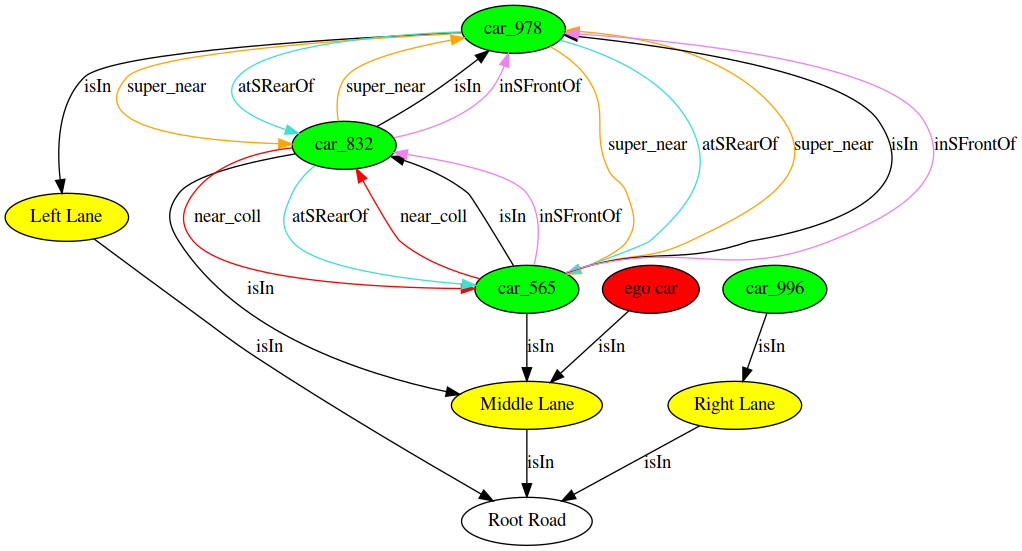 car_978
isIn
super_near
atSRearOf
super_near
isIn
inSFrontOf
super_near
atSRearOf
super_near
isIn
inSFrontOf
car_832
Left Lane
near_coll
atSRearOf
near_coll
isIn
inSFrontOf
isIn
car_565
ego car
car_996
isIn
isIn
isIn
isIn
Middle Lane
Right Lane
isIn
isIn
Root Road